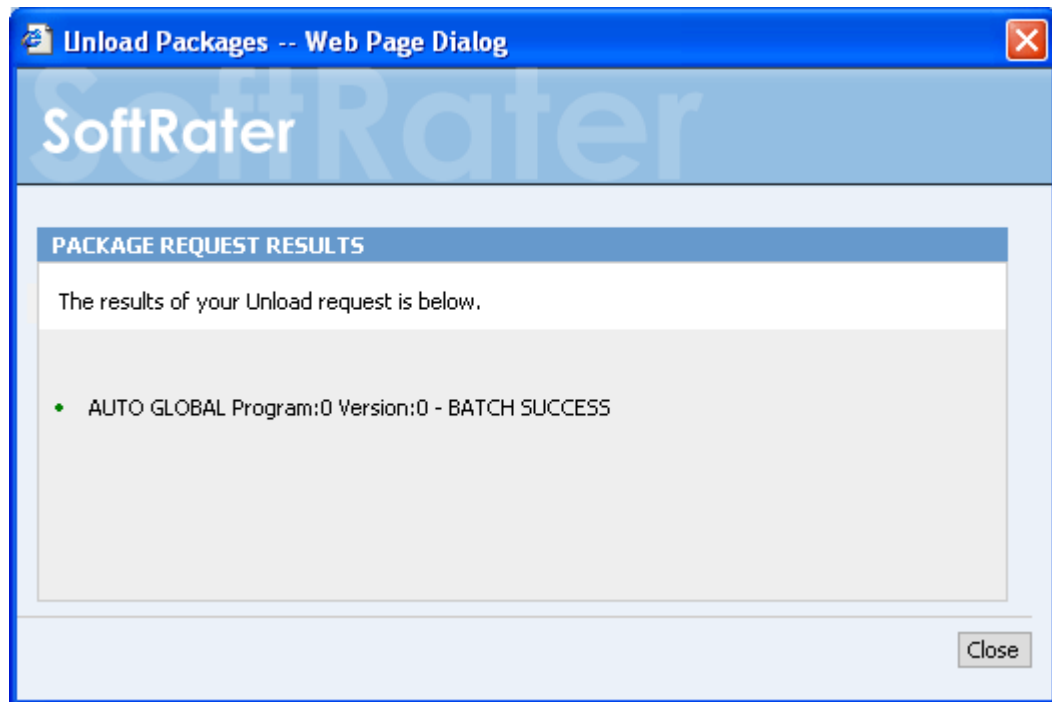 Unload Packages -- Web Page Dialog
SoftRater
SoftRater
PACKAGE REQUEST RESULTS
The results of your Unload request is below.
AUTO GLOBAL Program:0 Version:0 - BATCH SUCCESS
Close